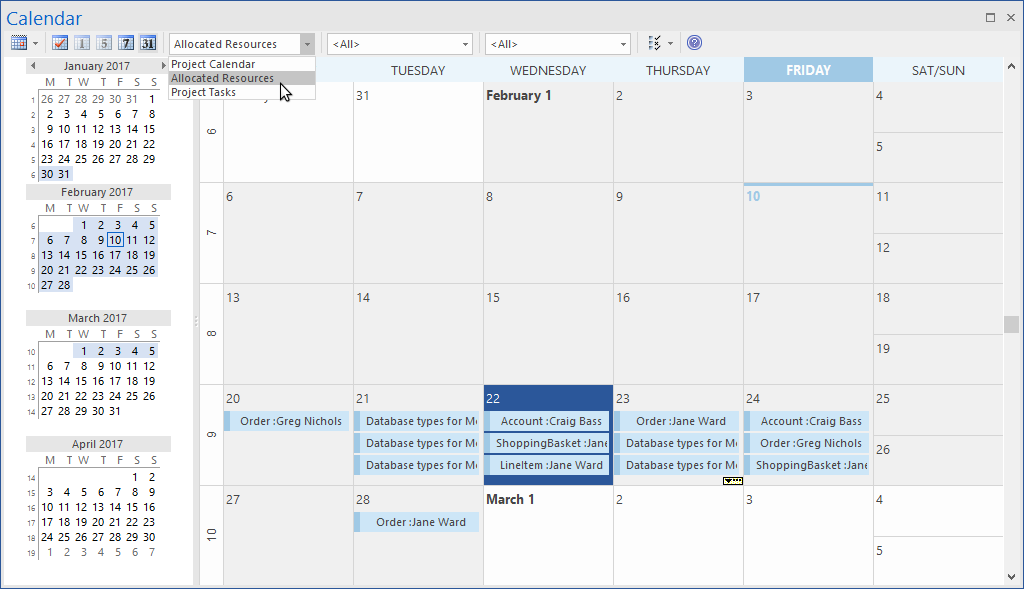 Calendar
1 5 7 31 Allocated Resources <All> <All>
Project Calendar
Allocated Resources
Project Tasks
January 2017
M T W T F S S
1 26 27 28 29 30 31 1
2 2 3 4 5 6 7 8
3 9 10 11 12 13 14 15
4 16 17 18 19 20 21 22
5 23 24 25 26 27 28 29
6 30 31
February 2017
M T W T F S S
6 1 2 3 4 5
7 6 7 8 9 10 11 12
8 13 14 15 16 17 18 19
9 20 21 22 23 24 25 26
10 27 28
March 2017
M T W T F S S
10 1 2 3 4 5
11 6 7 8 9 10 11 12
12 13 14 15 16 17 18 19
13 20 21 22 23 24 25 26
14 27 28 29 30 31
April 2017
M T W T F S S
14 1 2
15 3 4 5 6 7 8 9
16 10 11 12 13 14 15 16
17 17 18 19 20 21 22 23
18 24 25 26 27 28 29 30
19 1 2 3 4 5 6 7
TUESDAY WEDNESDAY THURSDAY FRIDAY SAT/SUN
6 31 February 1 2 3 4
5
7 6 7 8 9 10 11
12
8 13 14 15 16 17 18
19
9 20 21 22 23 24 25
Order :Greg Nichols Database types for Account :Craig Bass Order :Jane Ward Account :Craig Bass
Database types for ShoppingBasket :Jane Database types for Order :Greg Nichols
26
Database types for LineItem :Jane Ward Database types for ShoppingBasket :Jane
10 27 28 March 1 2 3 4
Order :Jane Ward
5